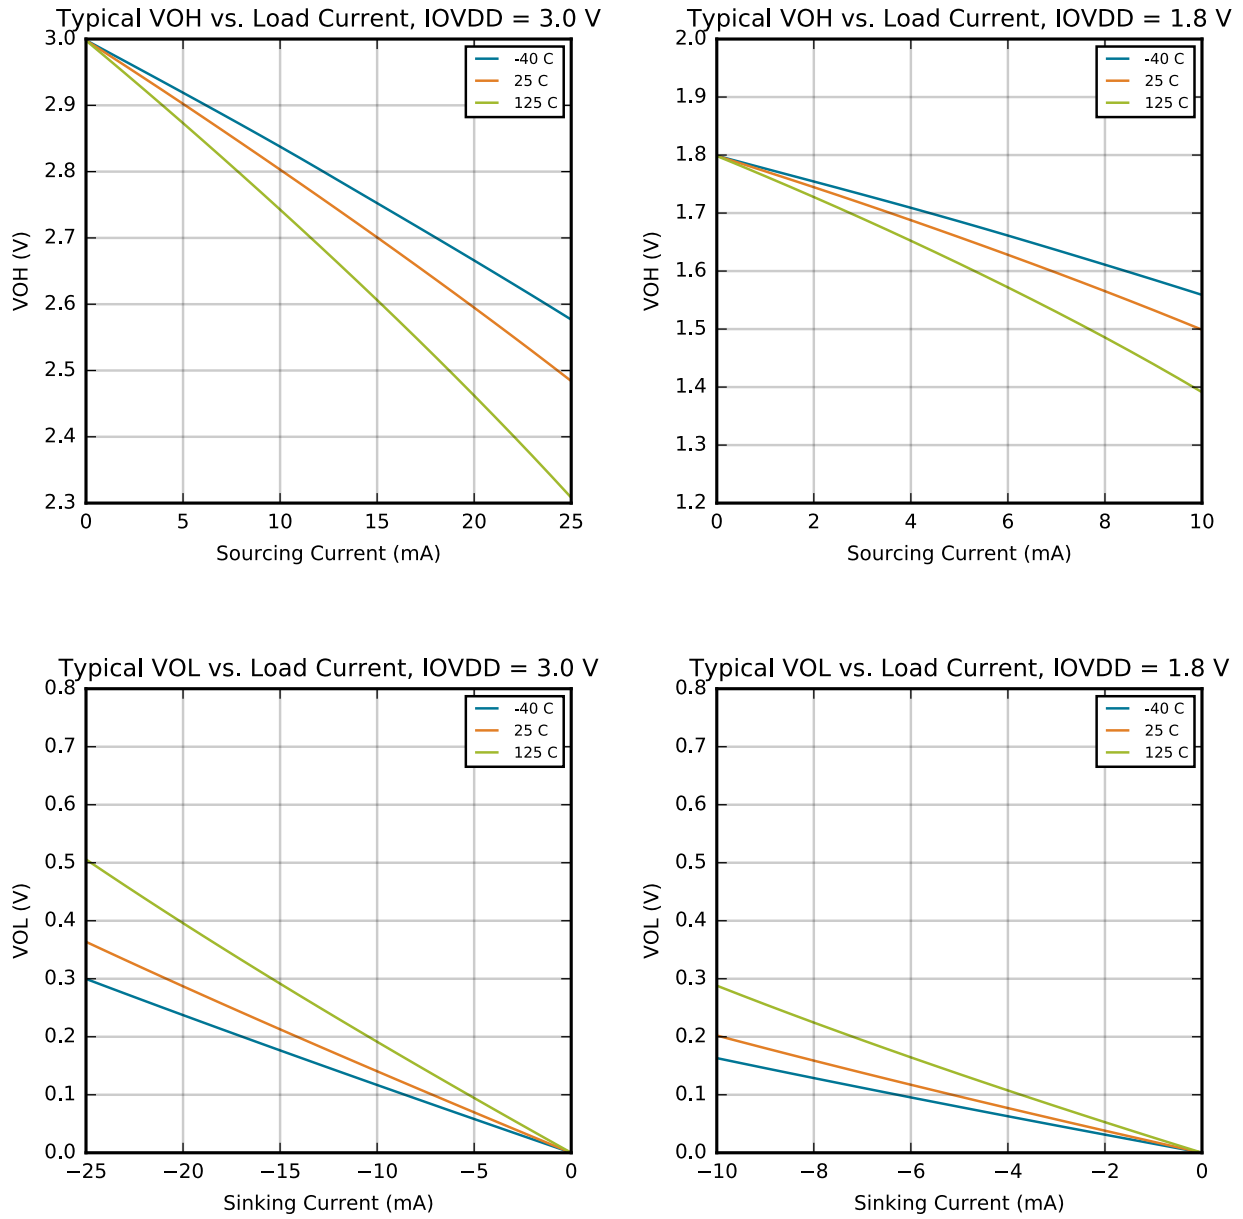 Typical VOH vs. Load Current, IOVDD = 3.0 V
3.0
2.9
2.8
2.7
2.6
2.5
2.4
2.3
VOH (V)
-40 C
25 C
125 C
0 5 10 15 20 25
Sourcing Current (mA)
Typical VOH vs. Load Current, IOVDD = 1.8 V
2.0
1.9
1.8
1.7
1.6
1.5
1.4
1.3
1.2
VOH (V)
-40 C
25 C
125 C
0 2 4 6 8 10
Sourcing Current (mA)
Typical VOL vs. Load Current, IOVDD = 3.0 V
0.8
0.7
0.6
0.5
0.4
0.3
0.2
0.1
0.0
VOL (V)
-40 C
25 C
125 C
−25 −20 −15 −10 −5 0
Sinking Current (mA)
Typical VOL vs. Load Current, IOVDD = 1.8 V
0.8
0.7
0.6
0.5
0.4
0.3
0.2
0.1
0.0
VOL (V)
-40 C
25 C
125 C
−10 −8 −6 −4 −2 0
Sinking Current (mA)